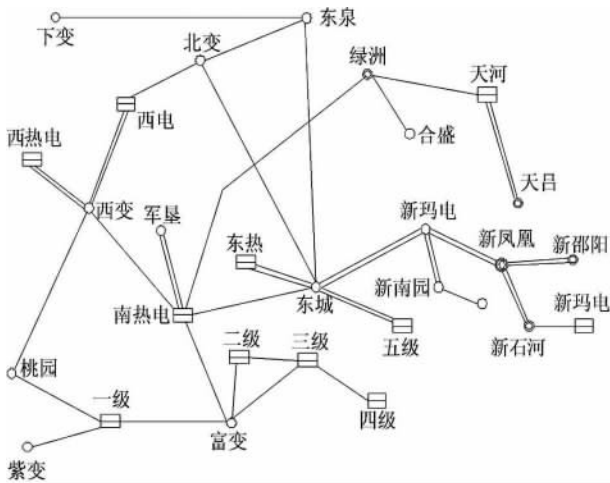 东泉
下变
北变
绿洲
天河
西电
西热电
合盛
天吕
西变
军垦
新玛电
东热
新凤凰
新邵阳
南热电
东城
新南园
新玛电
二级
三级
五级
新石河
桃园
一级
四级
富变
紫变